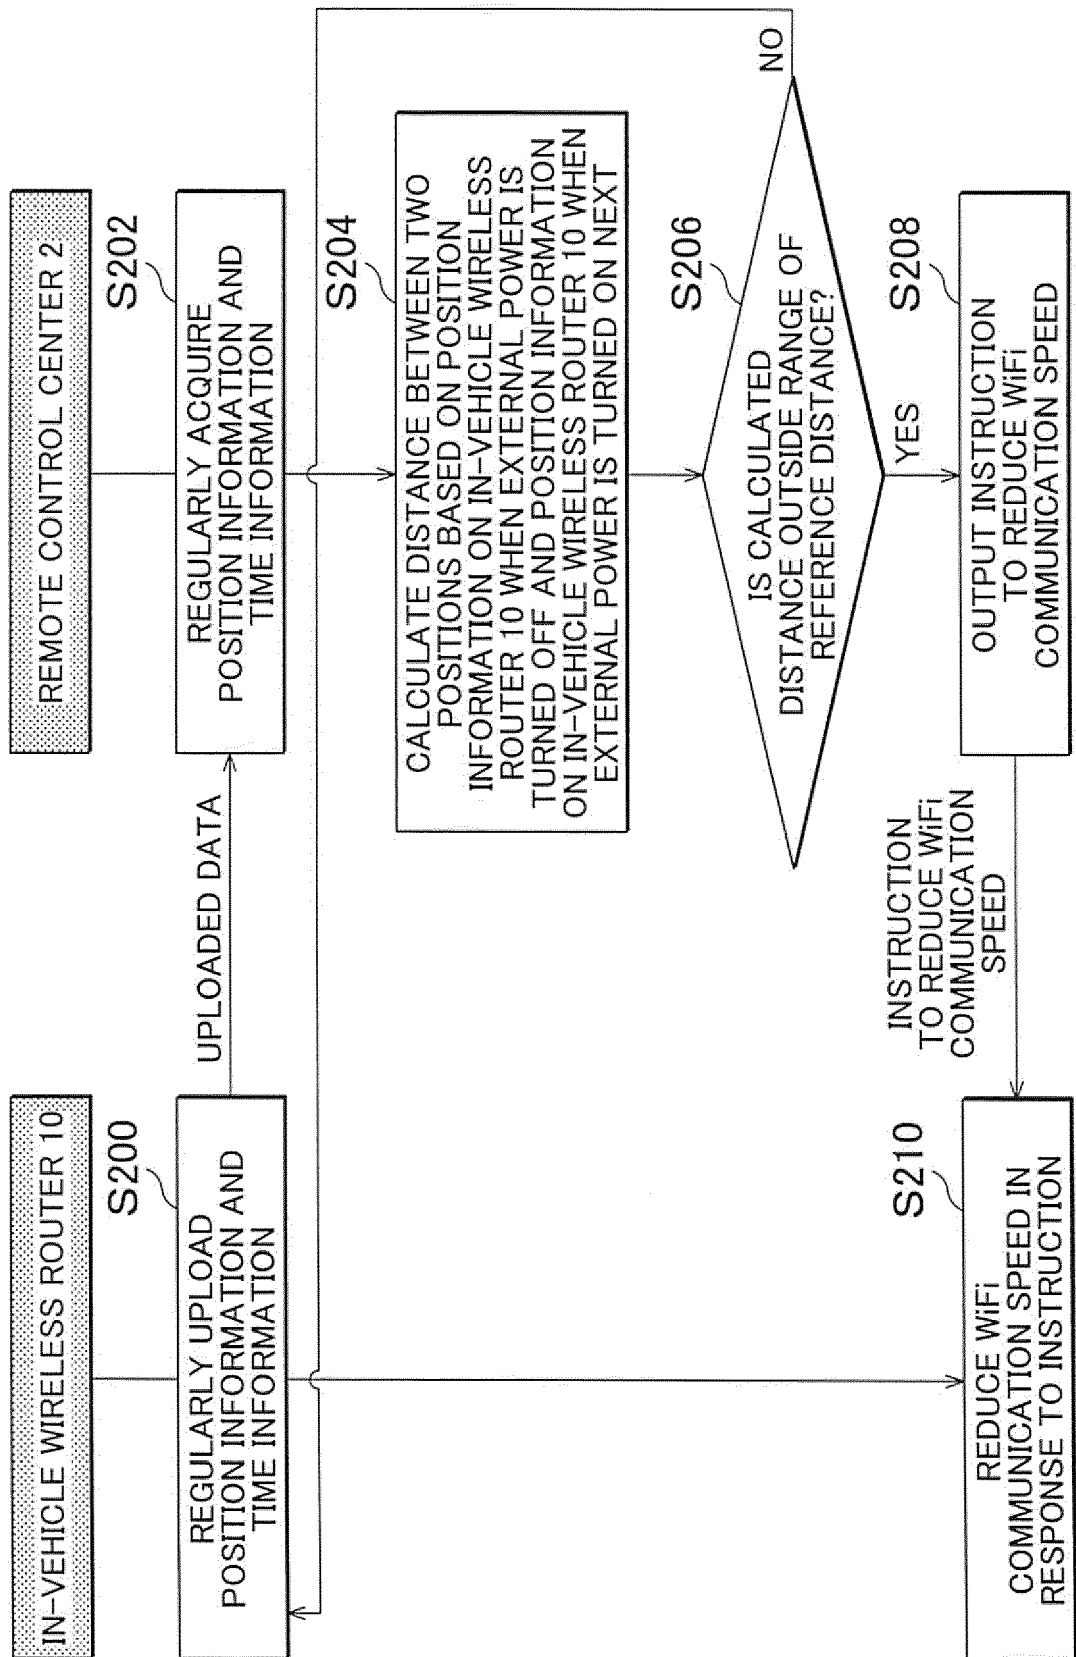 IN-VEHICLE WIRELESS ROUTER 10
REMOTE CONTROL CENTER 2
S200
REGULARLY UPLOAD
POSITION INFORMATION AND
TIME INFORMATION
UPLOADED DATA
S202
REGULARLY ACQUIRE
POSITION INFORMATION AND
TIME INFORMATION
S204
CALCULATE DISTANCE BETWEEN TWO
POSITIONS BASED ON POSITION
INFORMATION ON IN-VEHICLE WIRELESS
ROUTER 10 WHEN EXTERNAL POWER IS
TURNED OFF AND POSITION INFORMATION
ON IN-VEHICLE WIRELESS ROUTER 10 WHEN
EXTERNAL POWER IS TURNED ON NEXT
S206
IS CALCULATED
DISTANCE OUTSIDE RANGE OF
REFERENCE DISTANCE?
NO
YES
S208
OUTPUT INSTRUCTION
TO REDUCE WiFi
COMMUNICATION SPEED
INSTRUCTION
TO REDUCE WiFi
COMMUNICATION
SPEED
S210
REDUCE WiFi
COMMUNICATION SPEED IN
RESPONSE TO INSTRUCTION